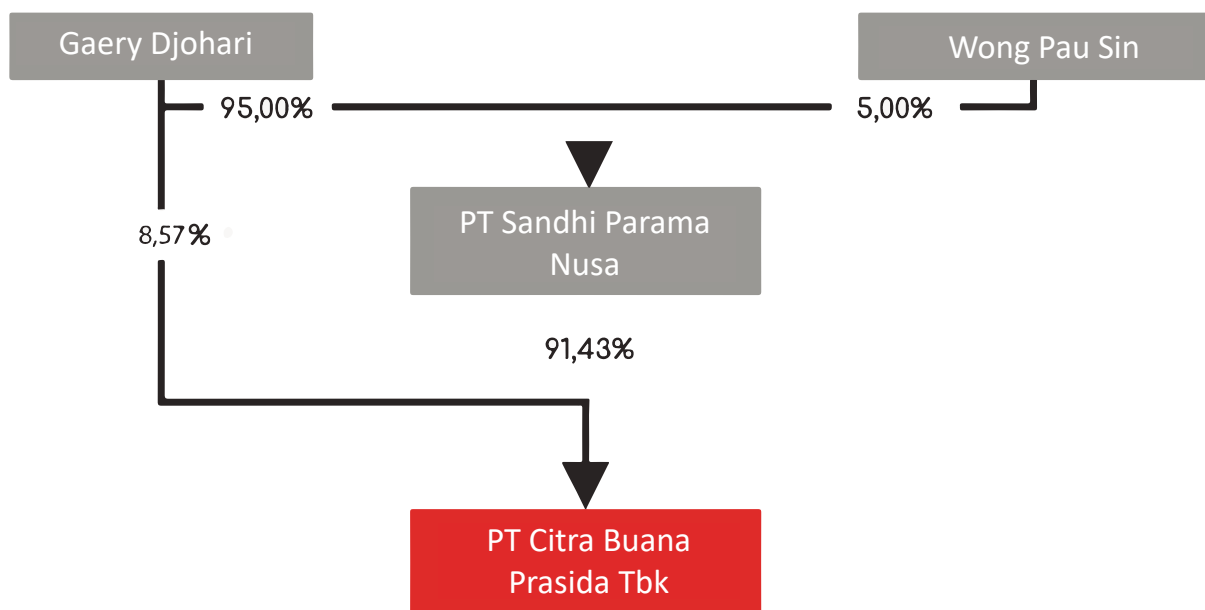 Gaery Djohari
Wong Pau Sin
95,00%
5,00%
PT Sandhi Parama
Nusa
8,57%
91,43%
PT Citra Buana
Prasida Tbk